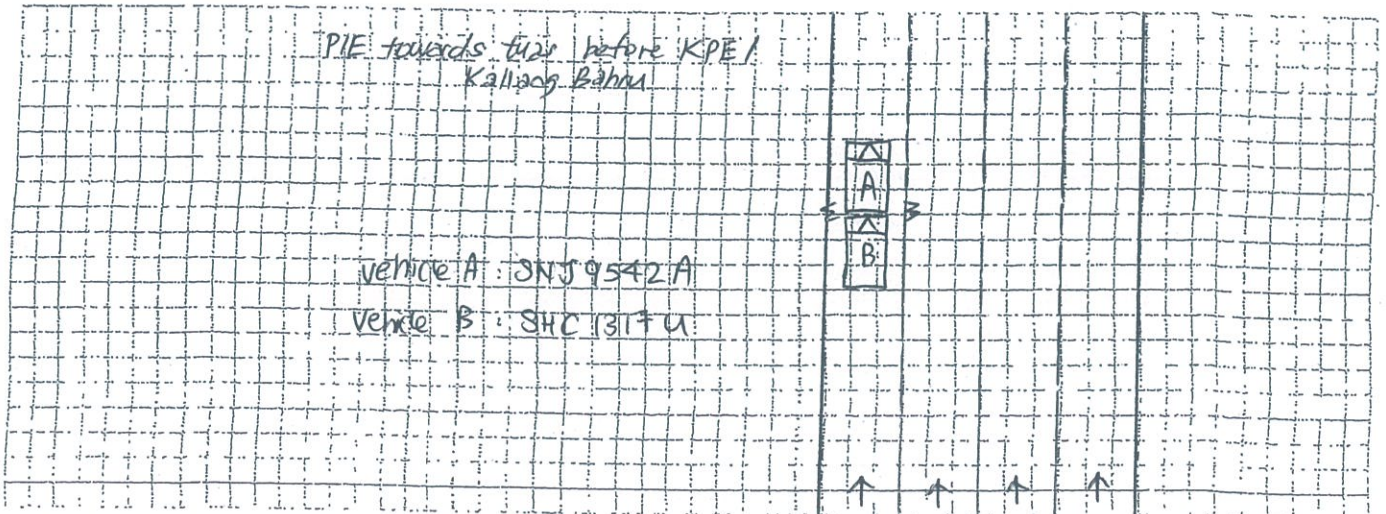 PIE towards tuas before KPE/
Kallang Bahru
vehicle A : SNJ 9542 A
vehicle B : SHC 1317 U
A
B